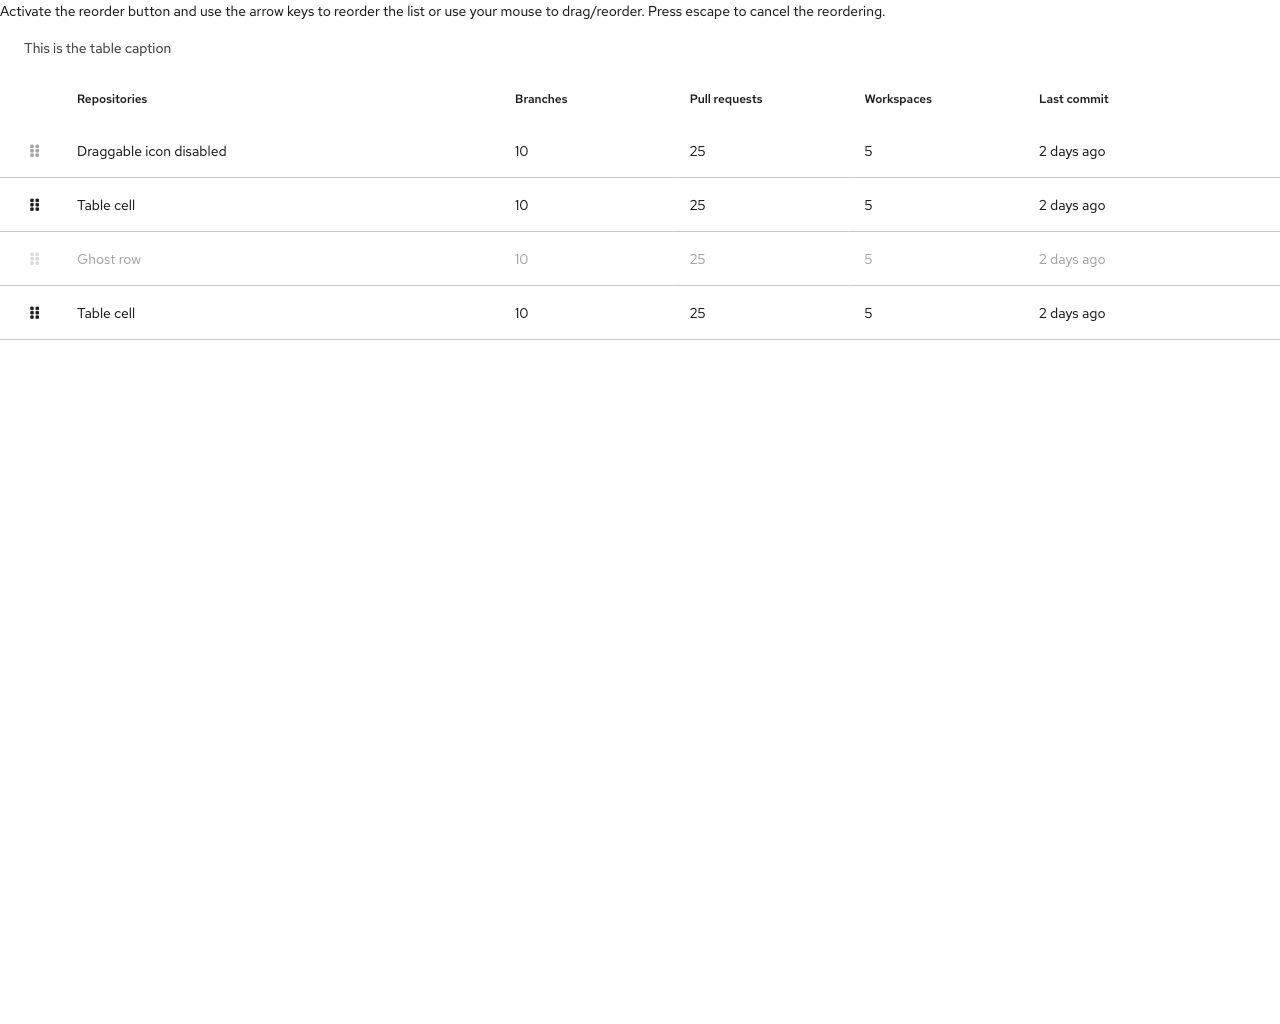 Activate the reorder button and use the arrow keys to reorder the list or use your mouse to drag/reorder. Press escape to cancel the reordering.
This is the table caption
Repositories Branches Pull requests Workspaces Last commit
Draggable icon disabled 10 25 5 2 days ago
Table cell 10 25 5 2 days ago
Ghost row 10 25 5 2 days ago
Table cell 10 25 5 2 days ago